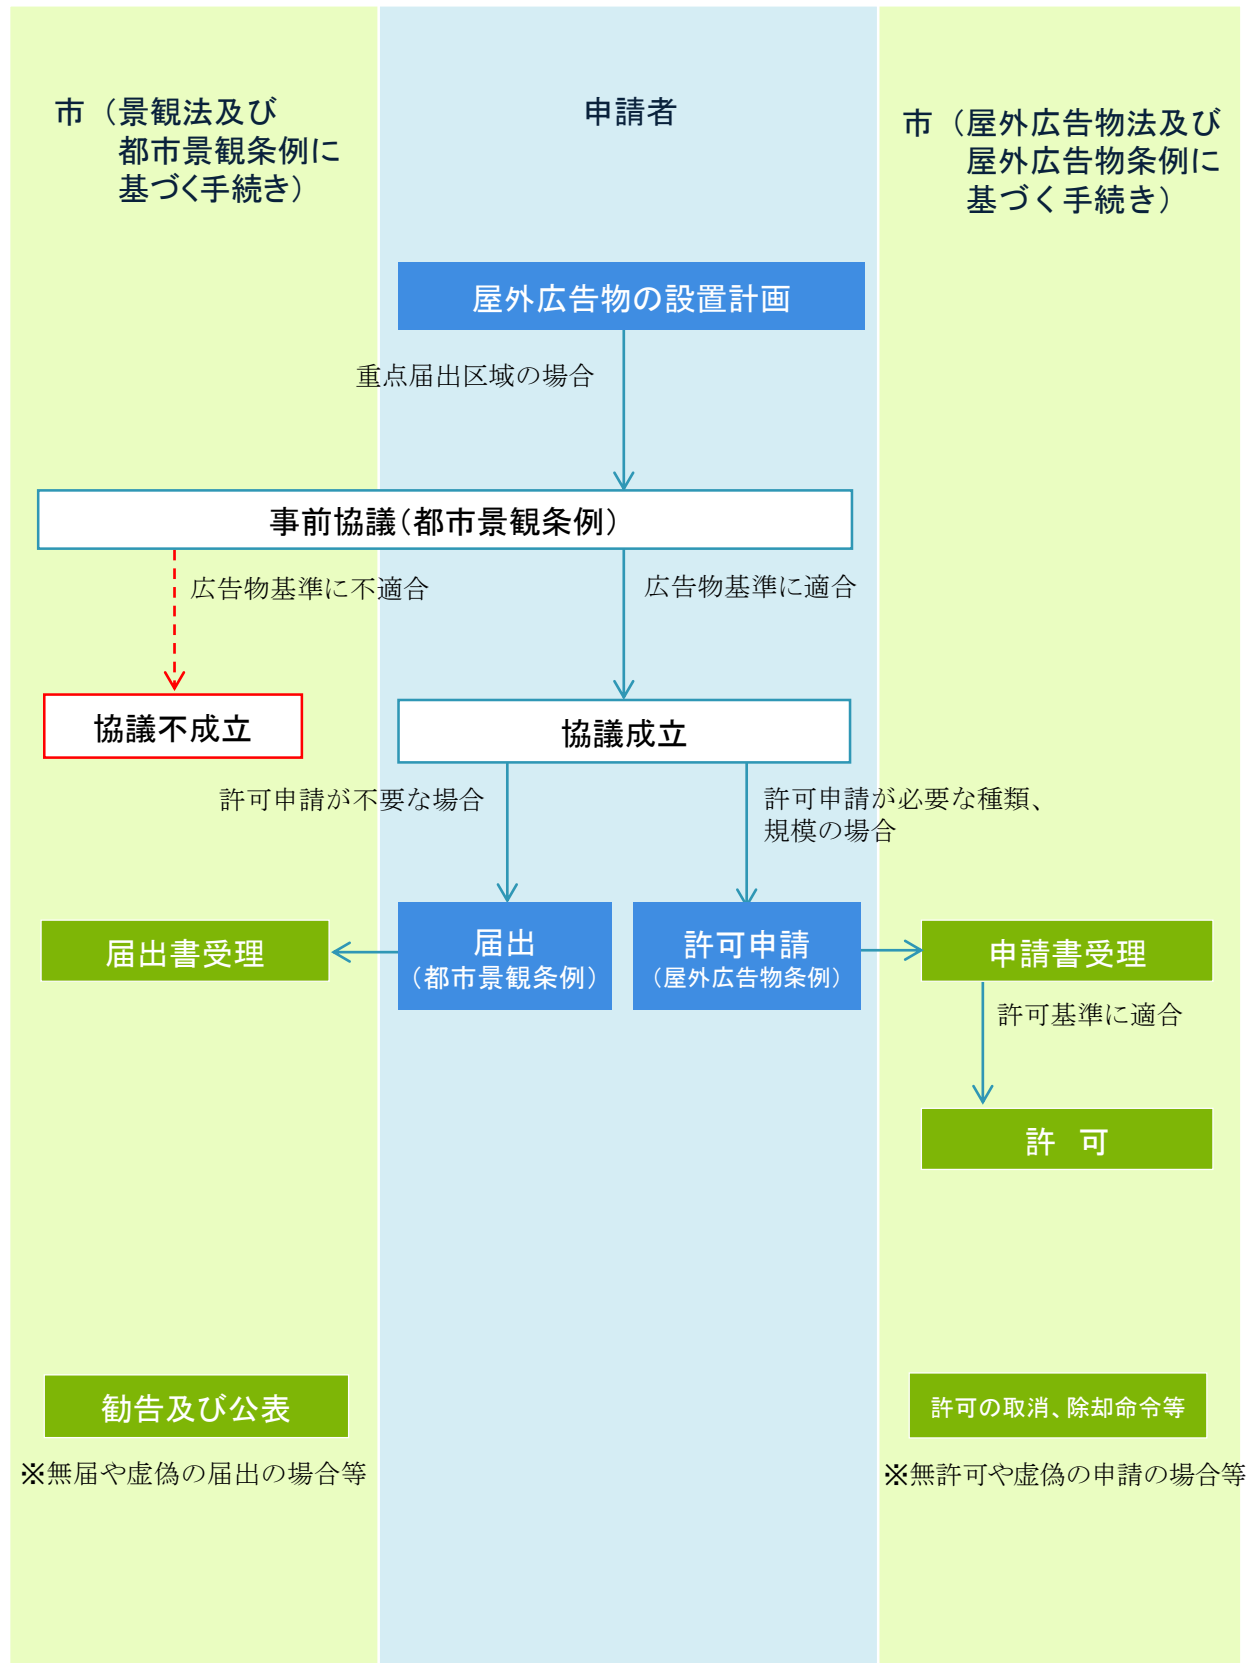 市（景観法及び
都市景観条例に
基づく手続き）
申請者
市（屋外広告物法及び
屋外広告物条例に
基づく手続き）
屋外広告物の設置計画
重点届出区域の場合
事前協議（都市景観条例）
広告物基準に不適合
広告物基準に適合
協議不成立
協議成立
許可申請が不要な場合
許可申請が必要な種類、
規模の場合
届出書受理
届出
（都市景観条例）
許可申請
（屋外広告物条例）
申請書受理
許可基準に適合
許　可
勧告及び公表
※無届や虚偽の届出の場合等
許可の取消、除却命令等
※無許可や虚偽の申請の場合等